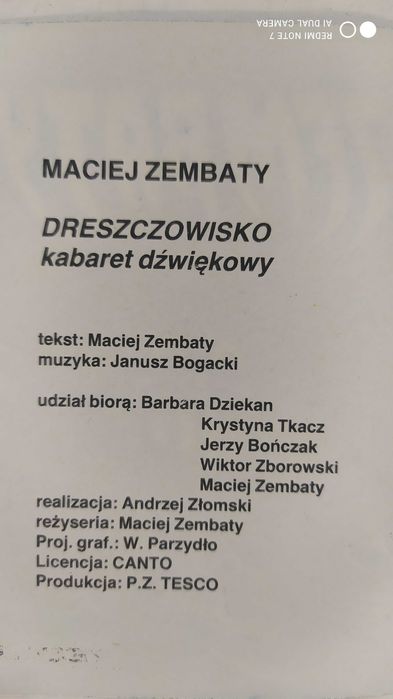 REDMI NOTE 7
AI DUAL CAMERA
MACIEJ ZEMBATY
DRESZCZOWISKO
kabaret dźwiękowy
tekst: Maciej Zembaty
muzyka: Janusz Bogacki
udział biorą: Barbara Dziekan
Krystyna Tkacz
Jerzy Bończak
Wiktor Zborowski
Maciej Zembaty
realizacja: Andrzej Złomski
reżyseria: Maciej Zembaty
Proj. graf.: W. Parzydło
Licencja: CANTO
Produkcja: P.Z. TESCO